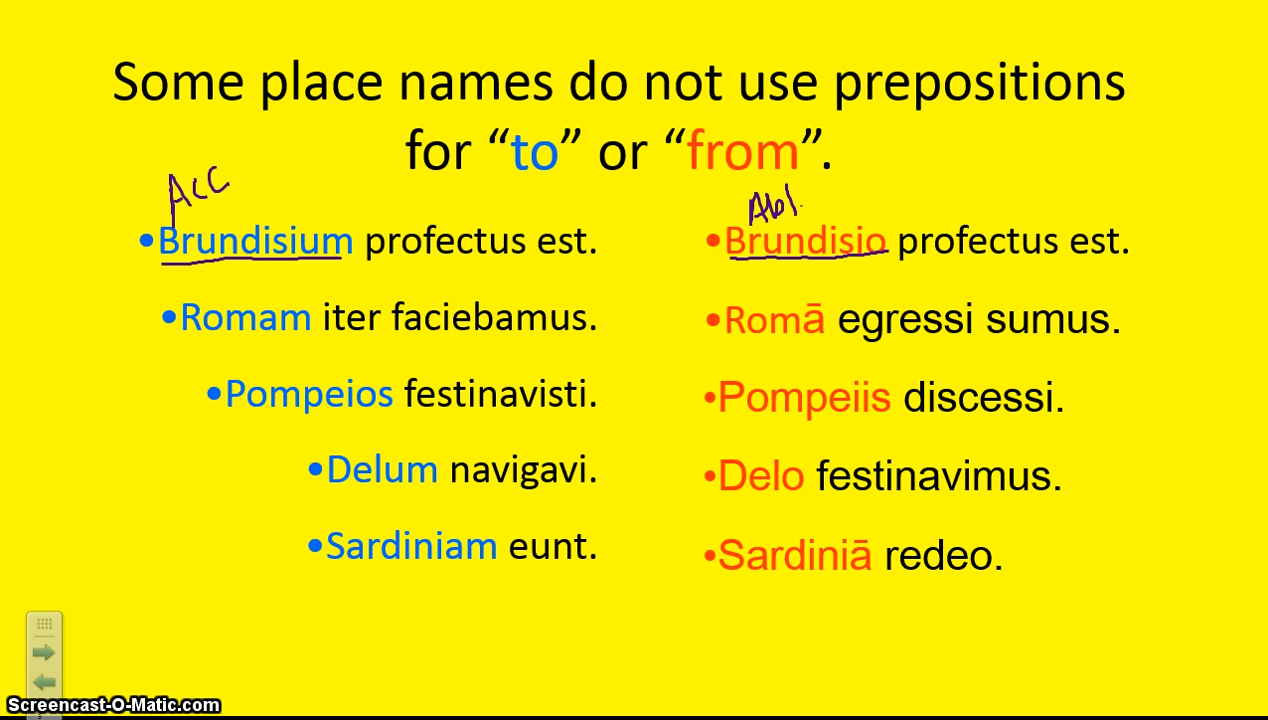 Some place names do not use prepositions
for “to” or “from”.
Acc
Abl.
•Brundisium profectus est.
•Brundisio profectus est.
•Romam iter faciebamus.
•Romā egressi sumus.
•Pompeios festinavisti.
•Pompeiis discessi.
•Delum navigavi.
•Delo festinavimus.
•Sardiniam eunt.
•Sardiniā redeo.
Screencast-O-Matic.com